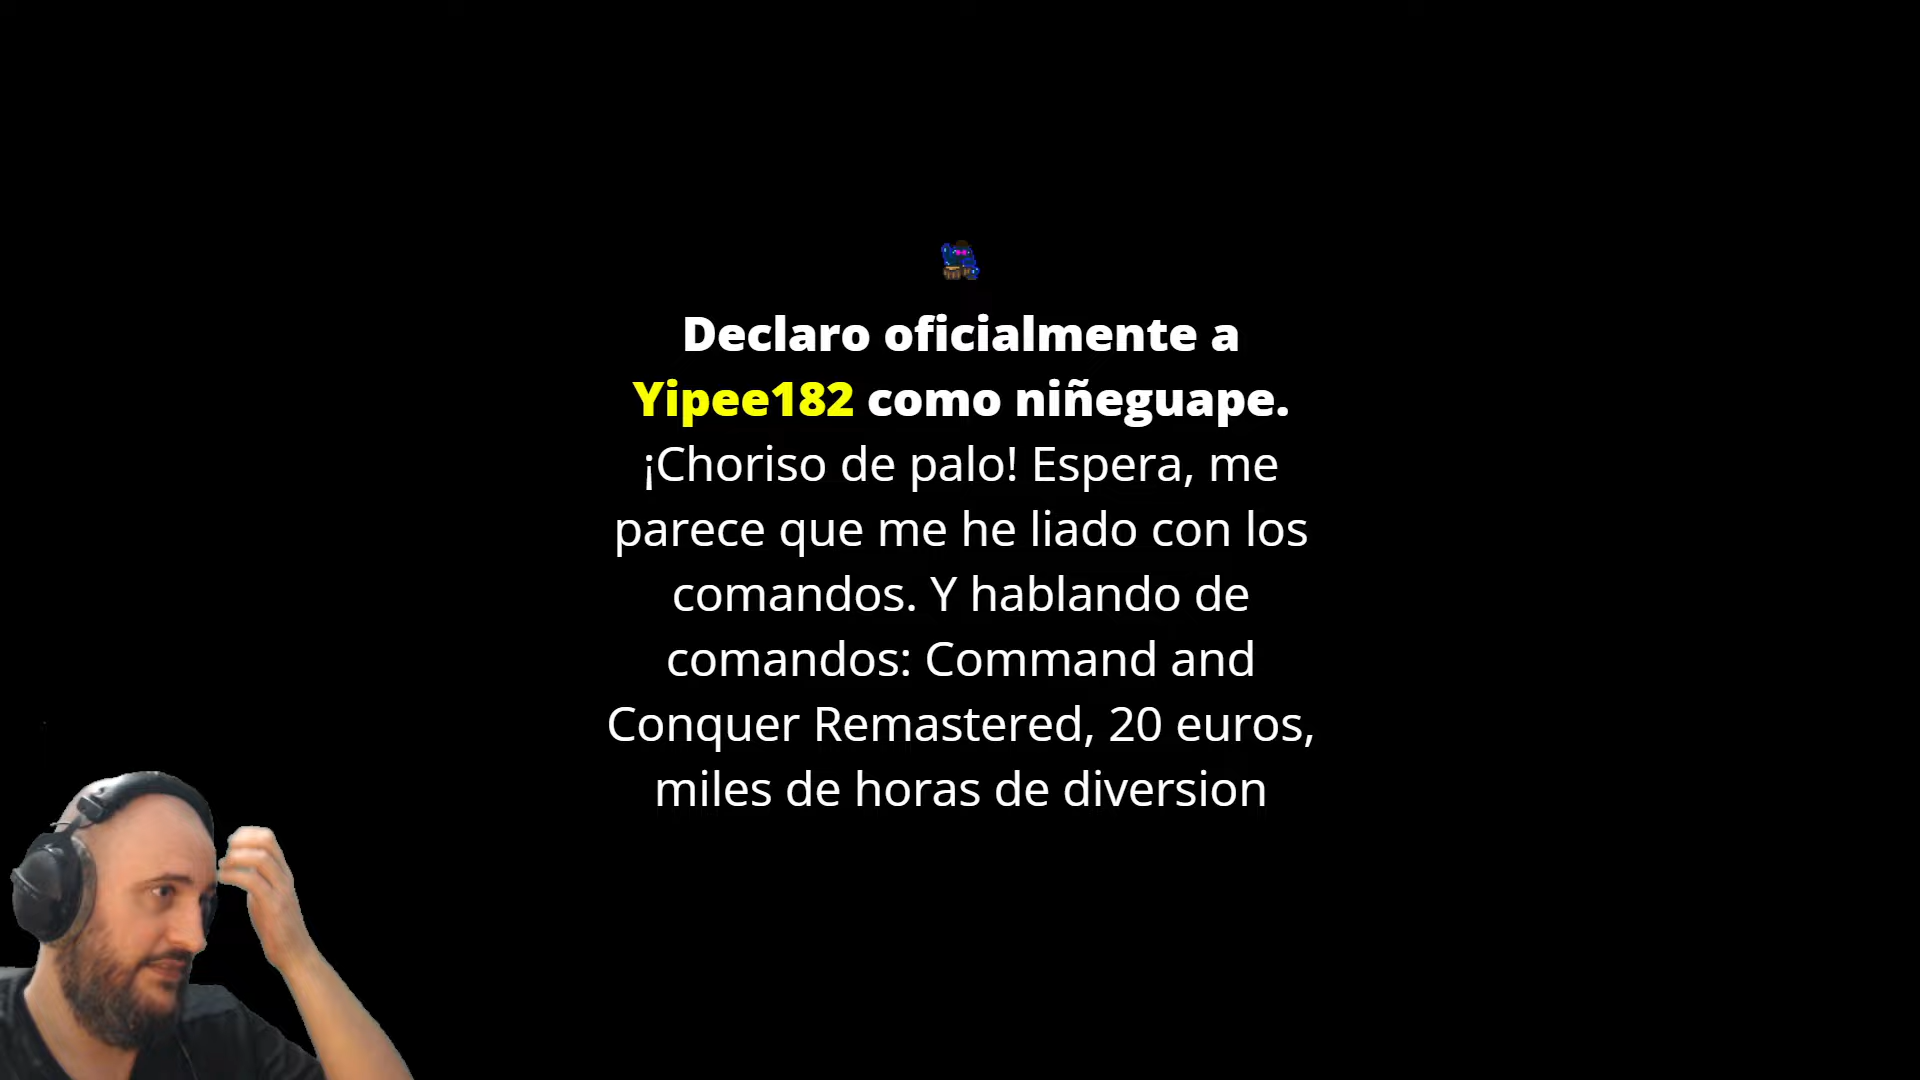 Declaro oficialmente a
Yipee182 como niñeguape.
¡Choriso de palo! Espera, me
parece que me he liado con los
comandos. Y hablando de
comandos: Command and
Conquer Remastered, 20 euros,
miles de horas de diversion